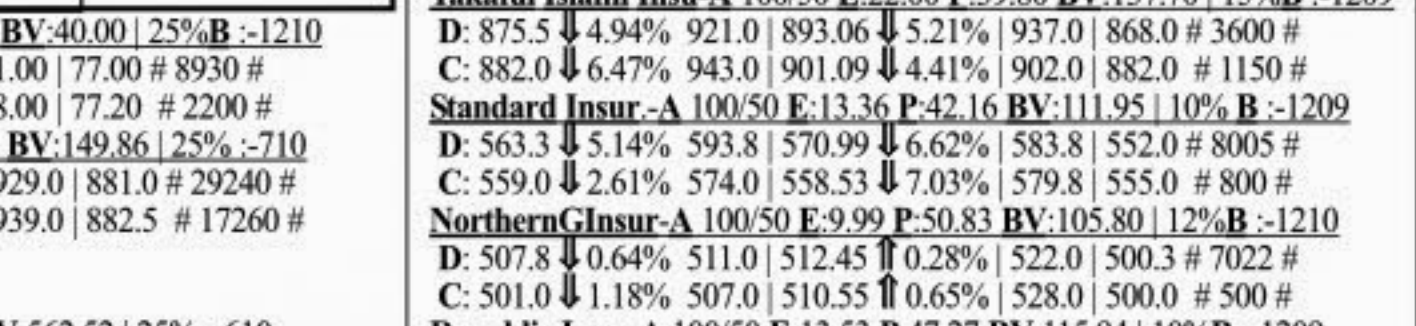 BV:40.00 | 25%B :-1210
.00 | 77.00 # 8930 #
.00 | 77.20 # 2200 #
BV:149.86 | 25% :-710
929.0 | 881.0 # 29240 #
939.0 | 882.5 # 17260 #
D: 875.5 ⇓ 4.94% 921.0 | 893.06 ⇓ 5.21% | 937.0 | 868.0 # 3600 #
C: 882.0 ⇓ 6.47% 943.0 | 901.09 ⇓ 4.41% | 902.0 | 882.0 # 1150 #
Standard Insur.-A 100/50 E:13.36 P:42.16 BV:111.95 | 10% B :-1209
D: 563.3 ⇓ 5.14% 593.8 | 570.99 ⇓ 6.62% | 583.8 | 552.0 # 8005 #
C: 559.0 ⇓ 2.61% 574.0 | 558.53 ⇓ 7.03% | 579.8 | 555.0 # 800 #
NorthernGInsur-A 100/50 E:9.99 P:50.83 BV:105.80 | 12%B :-1210
D: 507.8 ⇓ 0.64% 511.0 | 512.45 ⇑ 0.28% | 522.0 | 500.3 # 7022 #
C: 501.0 ⇓ 1.18% 507.0 | 510.55 ⇑ 0.65% | 528.0 | 500.0 # 500 #